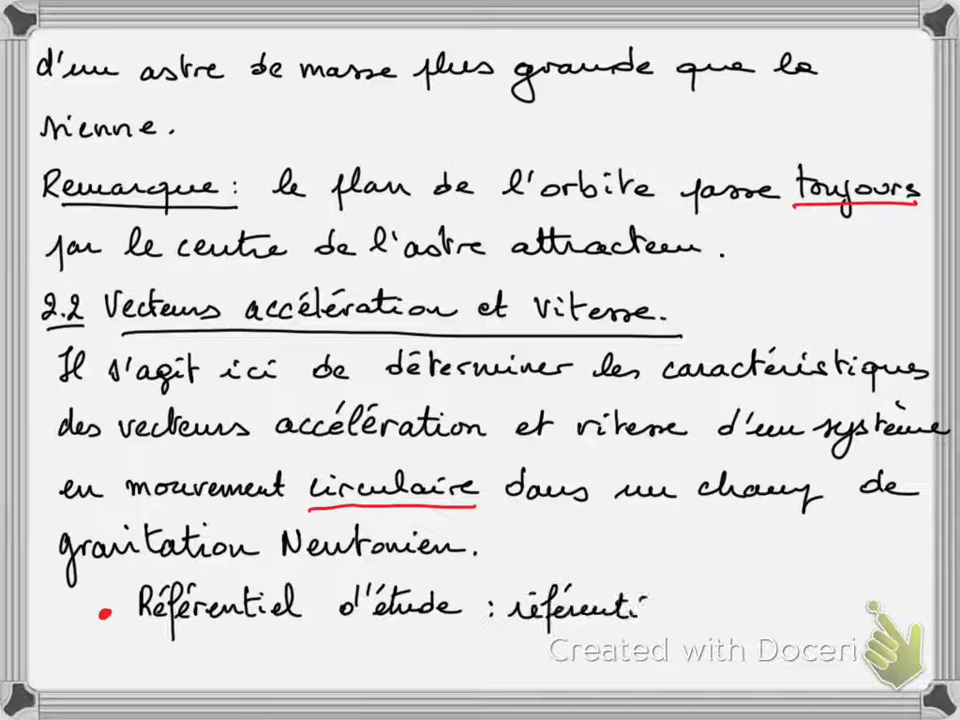 d'un astre de masse plus grande que la
sienne.
Remarque : le plan de l'orbite passe toujours
par le centre de l'astre attracteur.
2.2 Vecteurs accélération et vitesse.
Il s'agit ici de déterminer les caractéristiques
des vecteurs accélération et vitesse d'un système
en mouvement circulaire dans un champ de
gravitation Newtonien.
• Référentiel d'étude : référenti
Created with Doceri